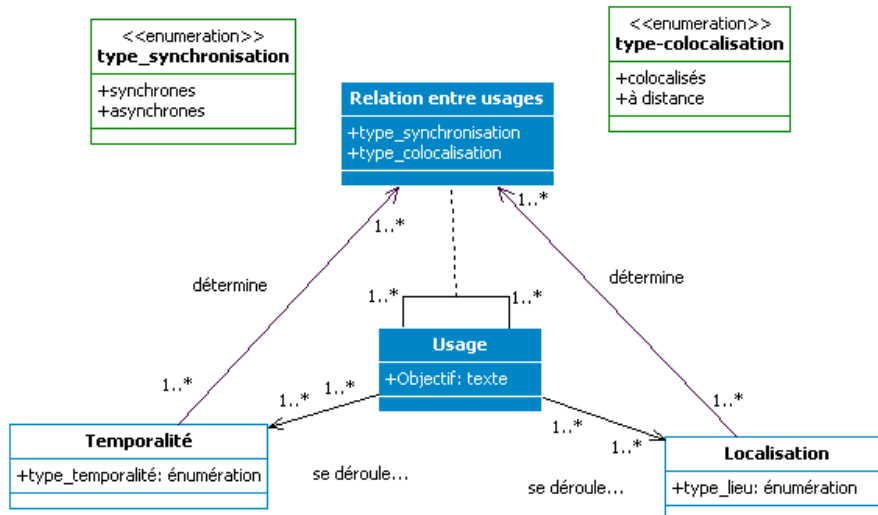 <<enumeration>>
type_synchronisation
+synchrones
+asynchrones
<<enumeration>>
type-colocalisation
+colocalisés
+à distance
Relation entre usages
+type_synchronisation
+type_colocalisation
1..*
1..*
détermine
détermine
1..*
1..*
Usage
+Objectif: texte
1..*
1..*
1..*
1..*
1..*
1..*
Temporalité
+type_temporalité: énumération
se déroule...
se déroule...
Localisation
+type_lieu: énumération